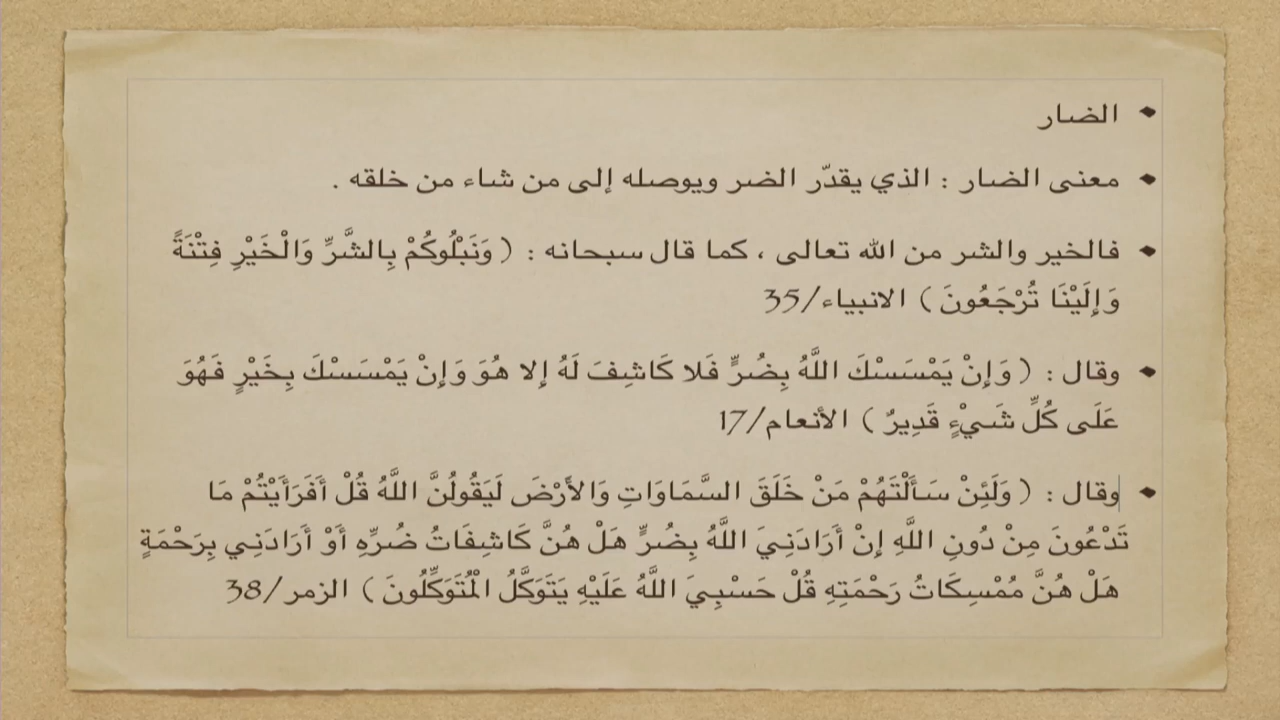 • الضار
• معنى الضار : الذي يقدّر الضر ويوصله إلى من شاء من خلقه .
• فالخير والشر من الله تعالى ، كما قال سبحانه : ( وَنَبْلُوكُمْ بِالشَّرِّ وَالْخَيْرِ فِتْنَةً
وَإِلَيْنَا تُرْجَعُونَ ) الانبياء/35
• وقال : ( وَإِنْ يَمْسَسْكَ اللَّهُ بِضُرٍّ فَلا كَاشِفَ لَهُ إِلا هُوَ وَإِنْ يَمْسَسْكَ بِخَيْرٍ فَهُوَ
عَلَى كُلِّ شَيْءٍ قَدِيرٌ ) الأنعام/17
• وقال : ( وَلَئِنْ سَأَلْتَهُمْ مَنْ خَلَقَ السَّمَاوَاتِ وَالأَرْضَ لَيَقُولُنَّ اللَّهُ قُلْ أَفَرَأَيْتُمْ مَا
تَدْعُونَ مِنْ دُونِ اللَّهِ إِنْ أَرَادَنِيَ اللَّهُ بِضُرٍّ هَلْ هُنَّ كَاشِفَاتُ ضُرِّهِ أَوْ أَرَادَنِي بِرَحْمَةٍ
هَلْ هُنَّ مُمْسِكَاتُ رَحْمَتِهِ قُلْ حَسْبِيَ اللَّهُ عَلَيْهِ يَتَوَكَّلُ الْمُتَوَكِّلُونَ ) الزمر/38